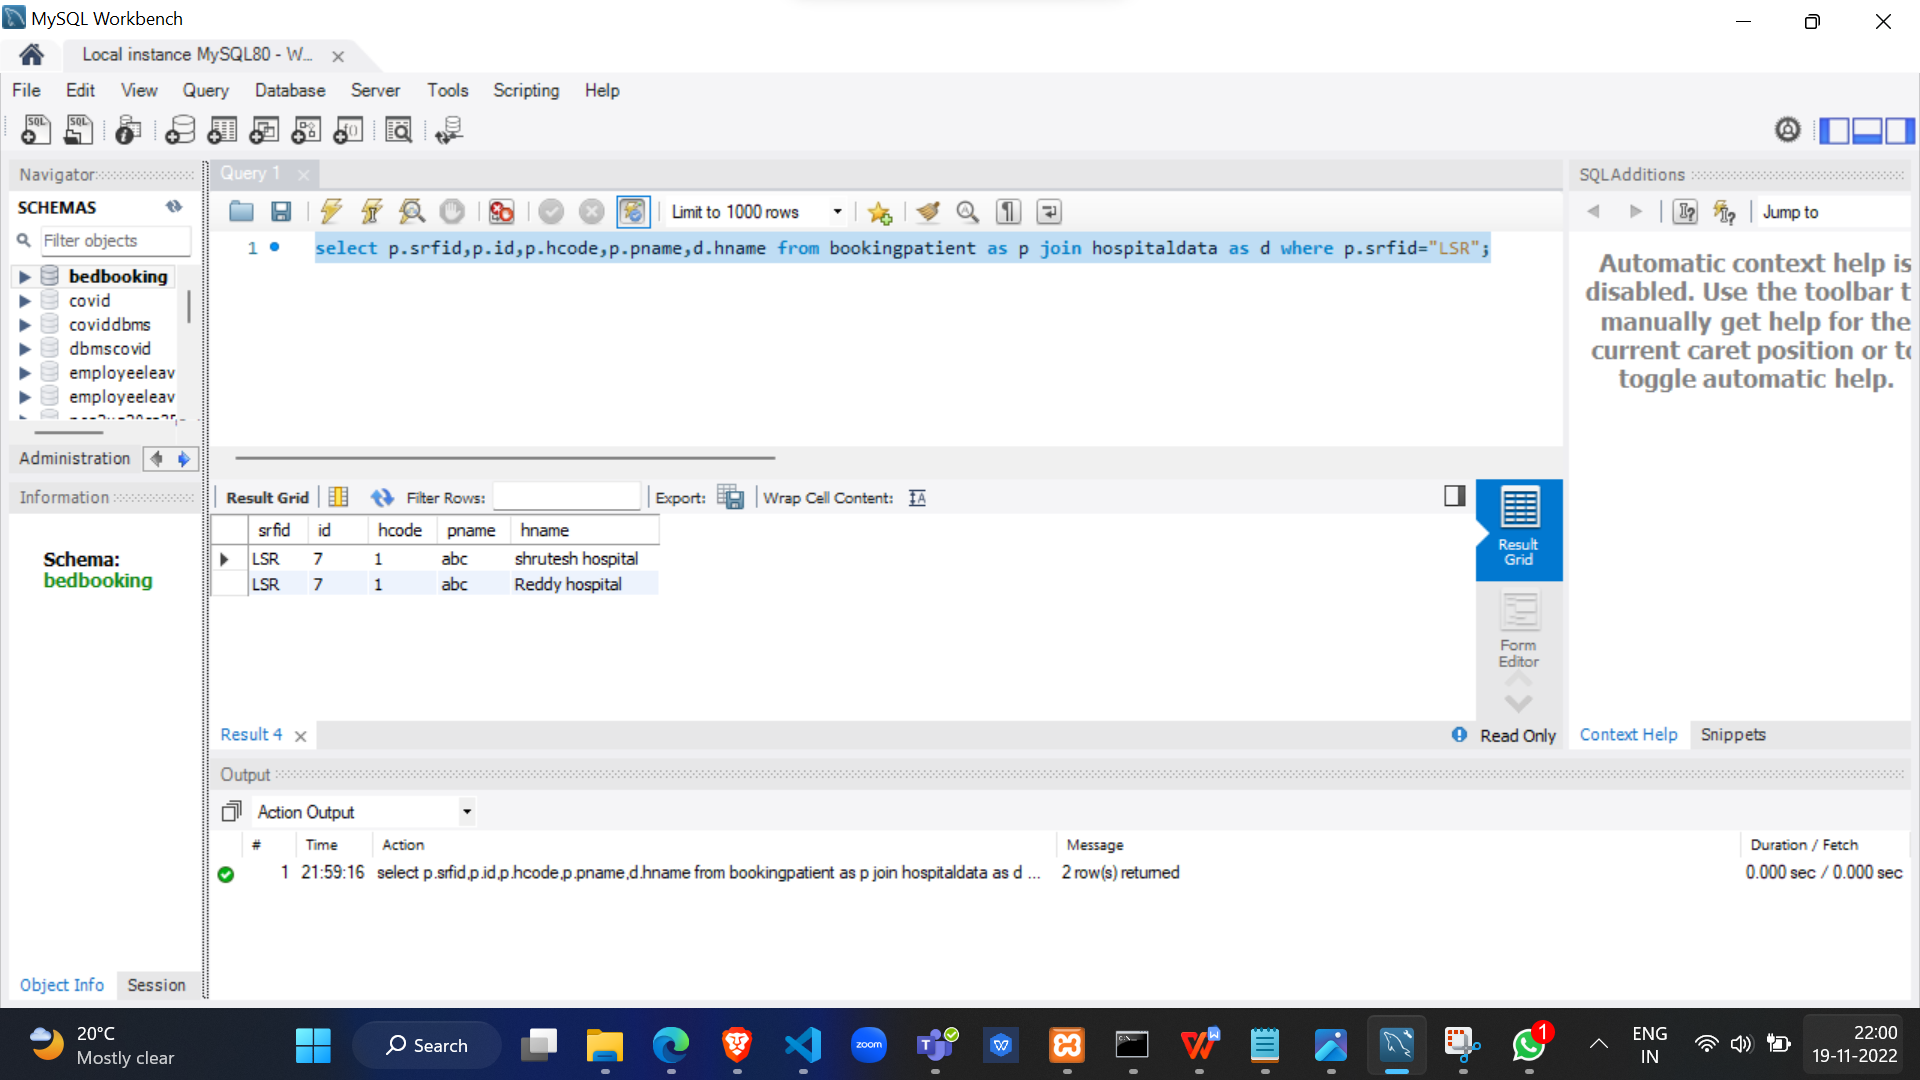 MySQL Workbench
Local instance MySQL80 - W...
File Edit View Query Database Server Tools Scripting Help
Navigator
SCHEMAS
Filter objects
bedbooking
covid
coviddbms
dbmscovid
employeeleav
employeeleav
Administration
Information
Schema:
bedbooking
Object Info Session
Query 1
Limit to 1000 rows
1 select p.srfid,p.id,p.hcode,p.pname,d.hname from bookingpatient as p join hospitaldata as d where p.srfid="LSR";
Result Grid Filter Rows: Export: Wrap Cell Content:
srfid id hcode pname hname
LSR 7 1 abc shrutesh hospital
LSR 7 1 abc Reddy hospital
Result
Grid
Form
Editor
Result 4
Read Only
SQLAdditions
Jump to
Automatic context help is
disabled. Use the toolbar t
manually get help for the
current caret position or to
toggle automatic help.
Context Help Snippets
Output
Action Output
# Time Action Message Duration / Fetch
1 21:59:16 select p.srfid,p.id,p.hcode,p.pname,d.hname from bookingpatient as p join hospitaldata as d ... 2 row(s) returned 0.000 sec / 0.000 sec
20°C
Mostly clear
Search
zoom
1
ENG
IN
22:00
19-11-2022